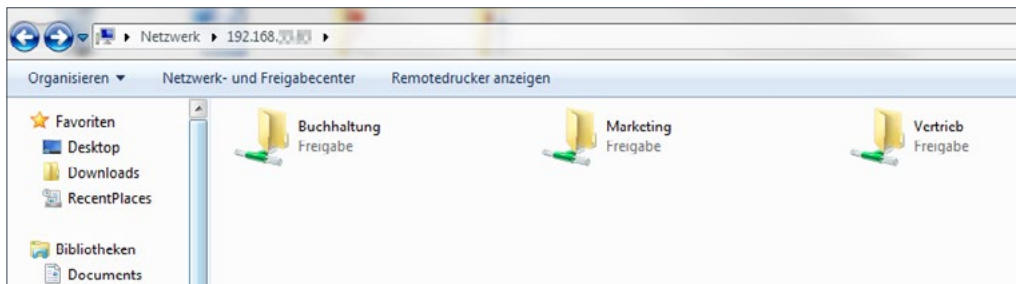 Netzwerk 192.168.
Organisieren Netzwerk- und Freigabecenter Remotedrucker anzeigen
Favoriten
Desktop
Downloads
RecentPlaces
Bibliotheken
Documents
Buchhaltung
Freigabe
Marketing
Freigabe
Vertrieb
Freigabe